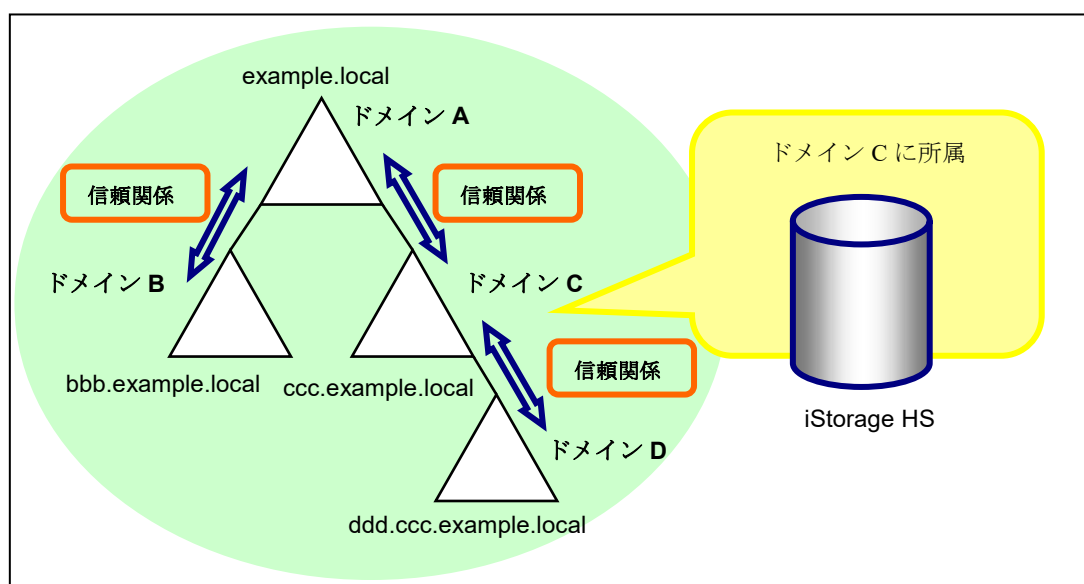 example.local
ドメイン A
信頼関係
信頼関係
ドメイン B
ドメイン C
bbb.example.local
ccc.example.local
信頼関係
ドメイン D
ddd.ccc.example.local
ドメイン C に所属
iStorage HS